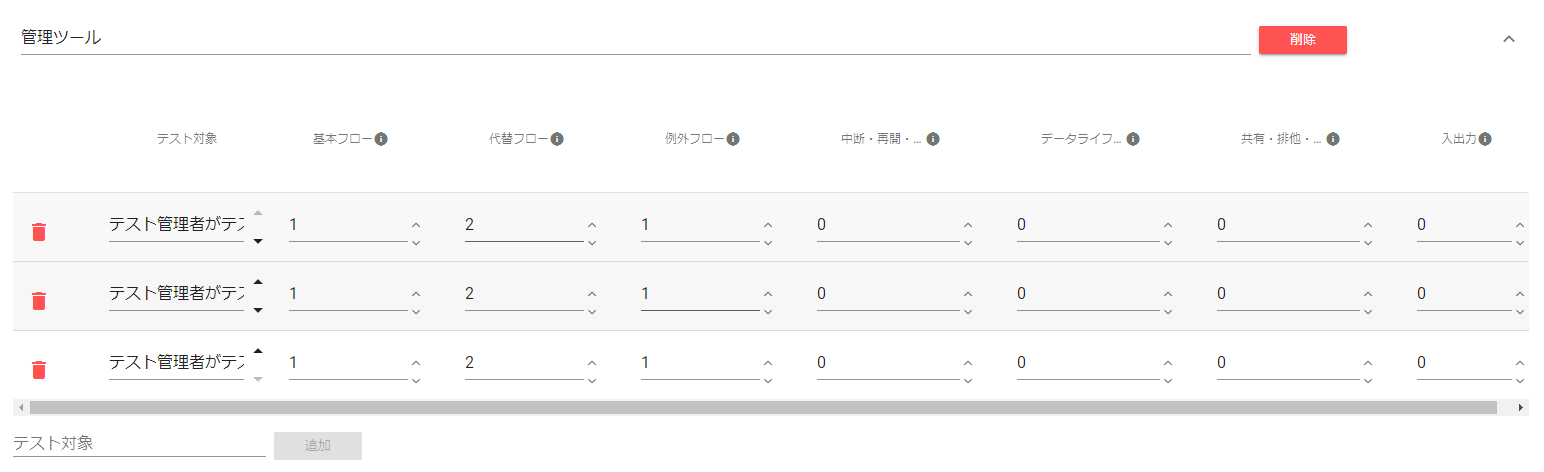 管理ツール 削除
テスト対象 基本フロー 代替フロー 例外フロー 中断・再開・... データライフ... 共有・排他・... 入出力
テスト管理者がテス 1 2 1 0 0 0 0
テスト管理者がテス 1 2 1 0 0 0 0
テスト管理者がテス 1 2 1 0 0 0 0
テスト対象 追加